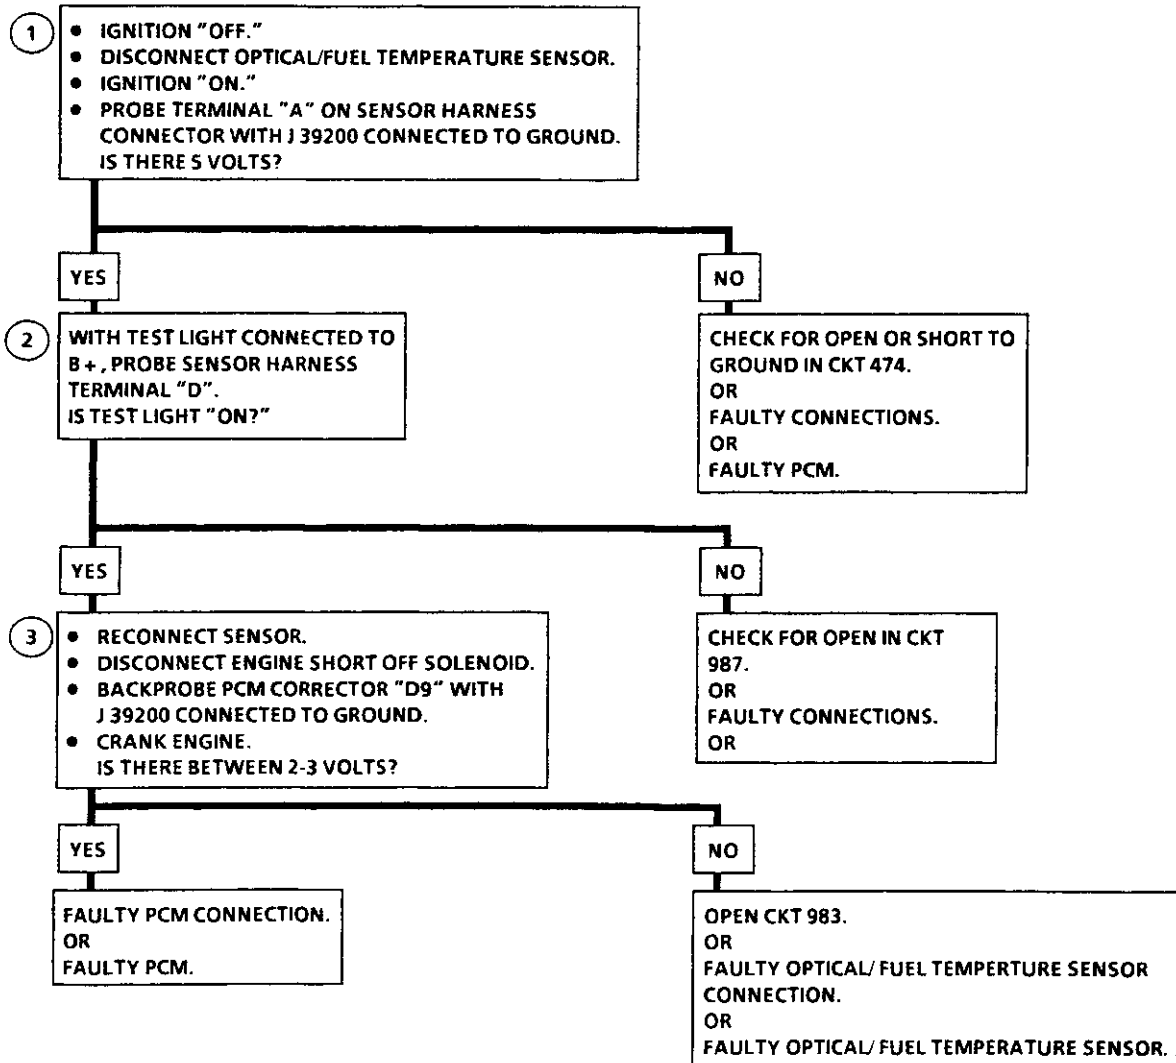 1
● IGNITION "OFF."
● DISCONNECT OPTICAL/FUEL TEMPERATURE SENSOR.
● IGNITION "ON."
● PROBE TERMINAL "A" ON SENSOR HARNESS
CONNECTOR WITH J 39200 CONNECTED TO GROUND.
IS THERE 5 VOLTS?
YES
NO
2
WITH TEST LIGHT CONNECTED TO
B+, PROBE SENSOR HARNESS
TERMINAL "D".
IS TEST LIGHT "ON?"
CHECK FOR OPEN OR SHORT TO
GROUND IN CKT 474.
OR
FAULTY CONNECTIONS.
OR
FAULTY PCM.
YES
NO
3
● RECONNECT SENSOR.
● DISCONNECT ENGINE SHORT OFF SOLENOID.
● BACKPROBE PCM CORRECTOR "D9" WITH
J 39200 CONNECTED TO GROUND.
● CRANK ENGINE.
IS THERE BETWEEN 2-3 VOLTS?
CHECK FOR OPEN IN CKT
987.
OR
FAULTY CONNECTIONS.
OR
YES
NO
FAULTY PCM CONNECTION.
OR
FAULTY PCM.
OPEN CKT 983.
OR
FAULTY OPTICAL/ FUEL TEMPERTURE SENSOR
CONNECTION.
OR
FAULTY OPTICAL/ FUEL TEMPERATURE SENSOR.